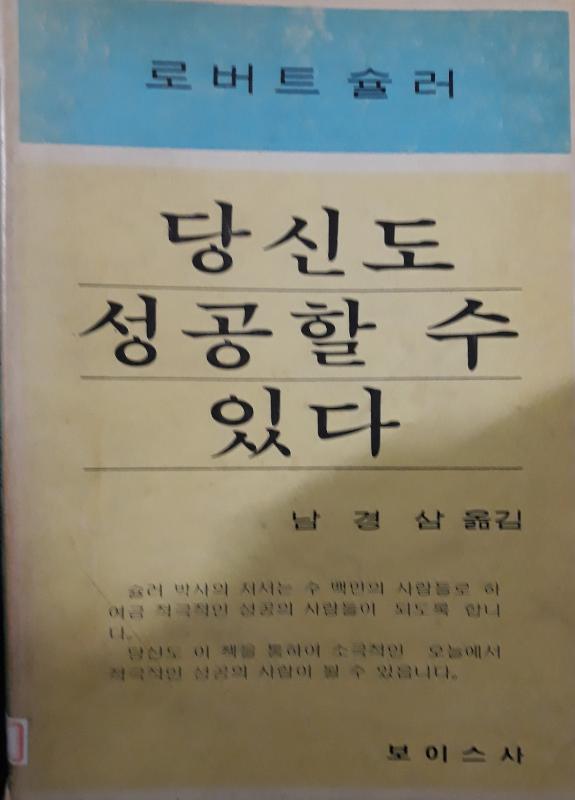 로버트 슐러
당신도
성공할 수
있다
남 경 삼 옮김
슐러 박사의 저서는 수 백만의 사람들로 하
여금 적극적인 성공의 사람들이 되도록 합니
다.
당신도 이 책을 통하여 소극적인 오늘에서
적극적인 성공의 사람이 될 수 있읍니다.
보이스사